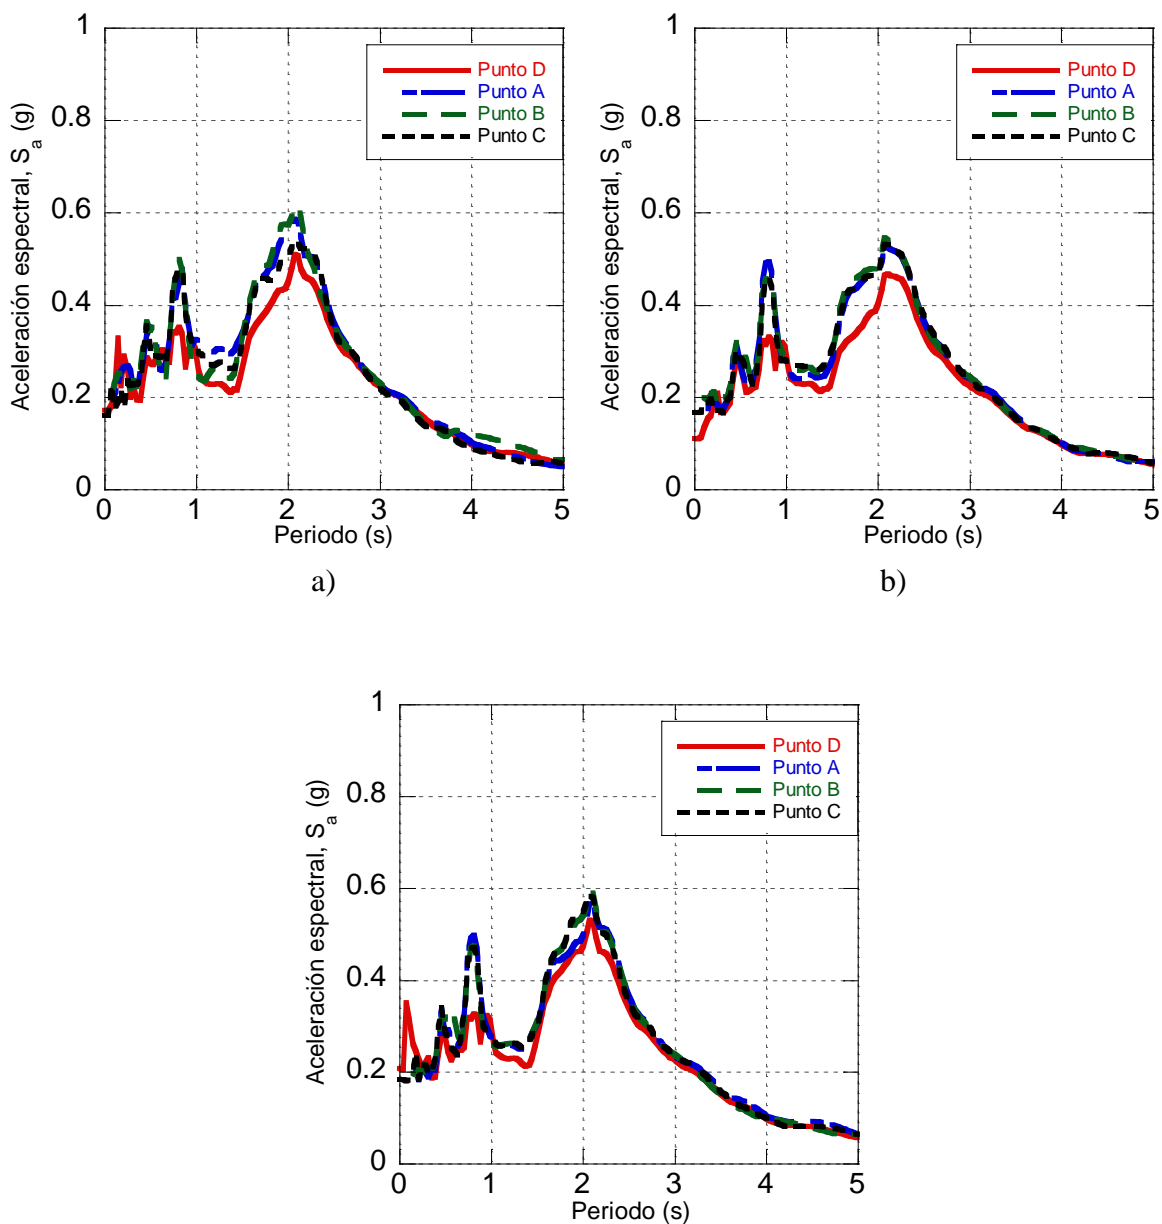 1
0.8
0.6
0.4
0.2
0
Aceleración espectral, Sa (g)
Punto D
Punto A
Punto B
Punto C
0 1 2 3 4 5
Periodo (s)
a)
1
0.8
0.6
0.4
0.2
0
Aceleración espectral, Sa (g)
Punto D
Punto A
Punto B
Punto C
0 1 2 3 4 5
Periodo (s)
b)
1
0.8
0.6
0.4
0.2
0
Aceleración espectral, Sa (g)
Punto D
Punto A
Punto B
Punto C
0 1 2 3 4 5
Periodo (s)